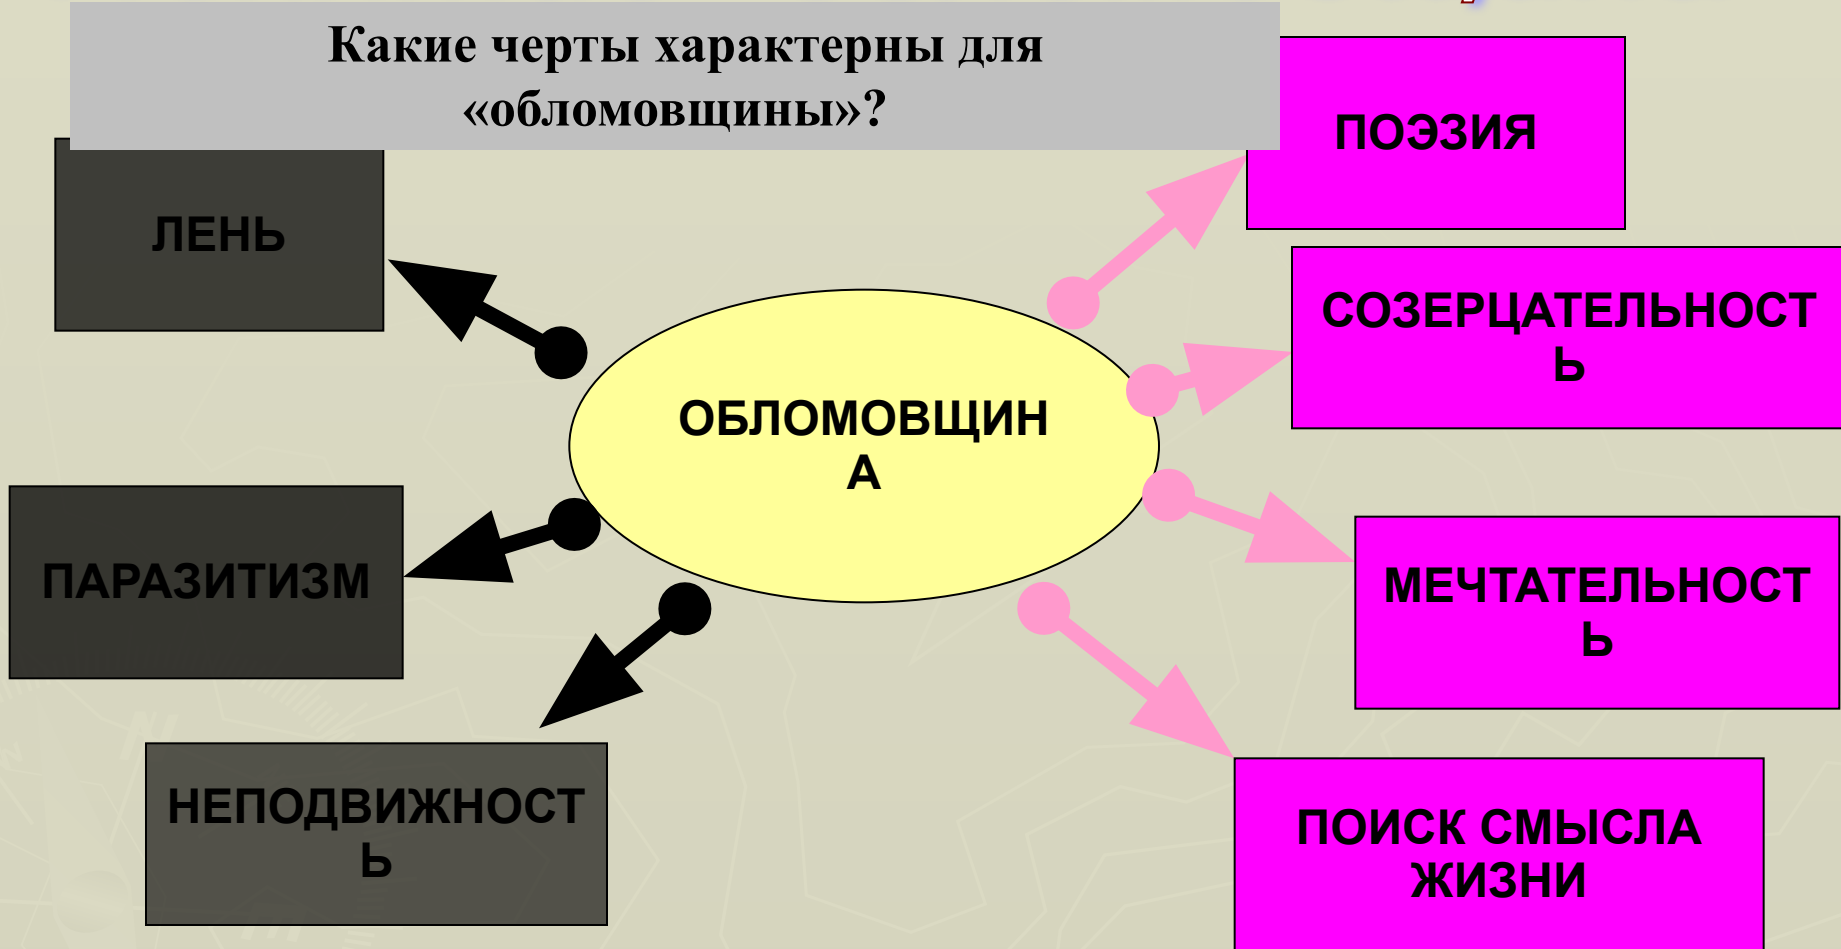 Какие черты характерны для
«обломовщины»?
ПОЭЗИЯ
ЛЕНЬ
СОЗЕРЦАТЕЛЬНОСТ
Ь
ОБЛОМОВЩИН
А
ПАРАЗИТИЗМ
МЕЧТАТЕЛЬНОСТ
Ь
НЕПОДВИЖНОСТ
Ь
ПОИСК СМЫСЛА
ЖИЗНИ